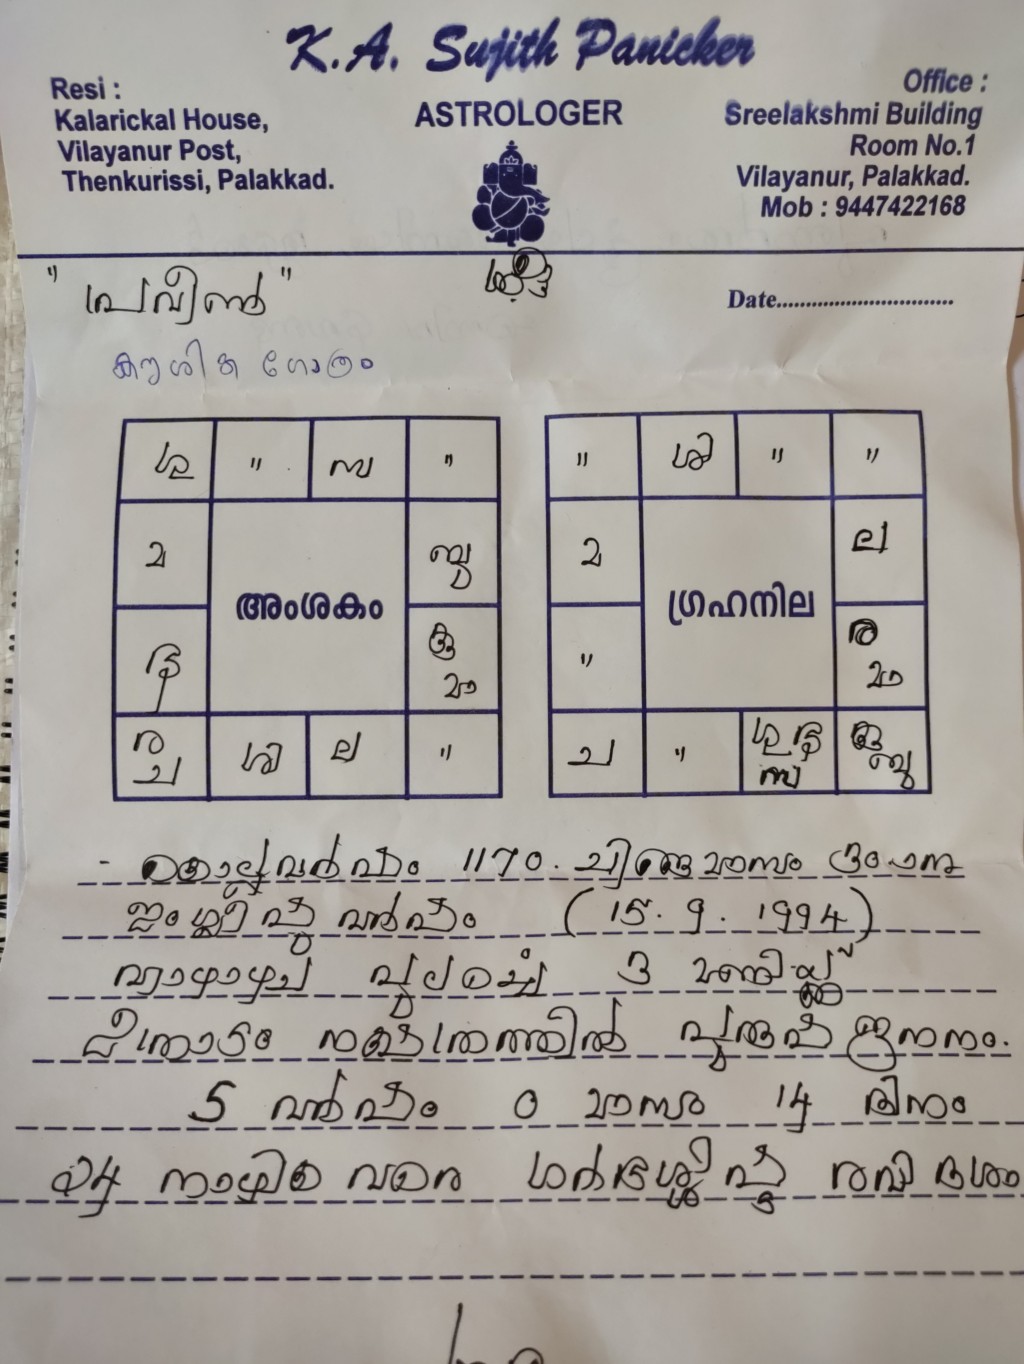 K.A. Sujith Panicker
ASTROLOGER
Resi :
Kalarickal House,
Vilayanur Post,
Thenkurissi, Palakkad.
Office :
Sreelakshmi Building
Room No.1
Vilayanur, Palakkad.
Mob : 9447422168
" പ്രവീൺ "
Date..............................
കൗശിക ഗോത്രം
ശു " സ "
മ ബു
അംശകം
കു മാ
ര ച ശി ല "
" ശി " "
മ ല
ഗ്രഹനില
" ര മാ
ച " കു ബു
കൊല്ലവർഷം 1170 ചിങ്ങമാസം 30
ഇംഗ്ലീഷു വർഷം (15.9.1994)
വ്യാഴാഴ്ച പുലർച്ചെ 3 മണിയ്ക്ക്
നക്ഷത്രത്തിൽ പുരുഷ ജനനം.
5 വർഷം 0 മാസം 14 ദിനം
24 നാഴിക വരെ ഗർഭശിഷ്ട ദശാ